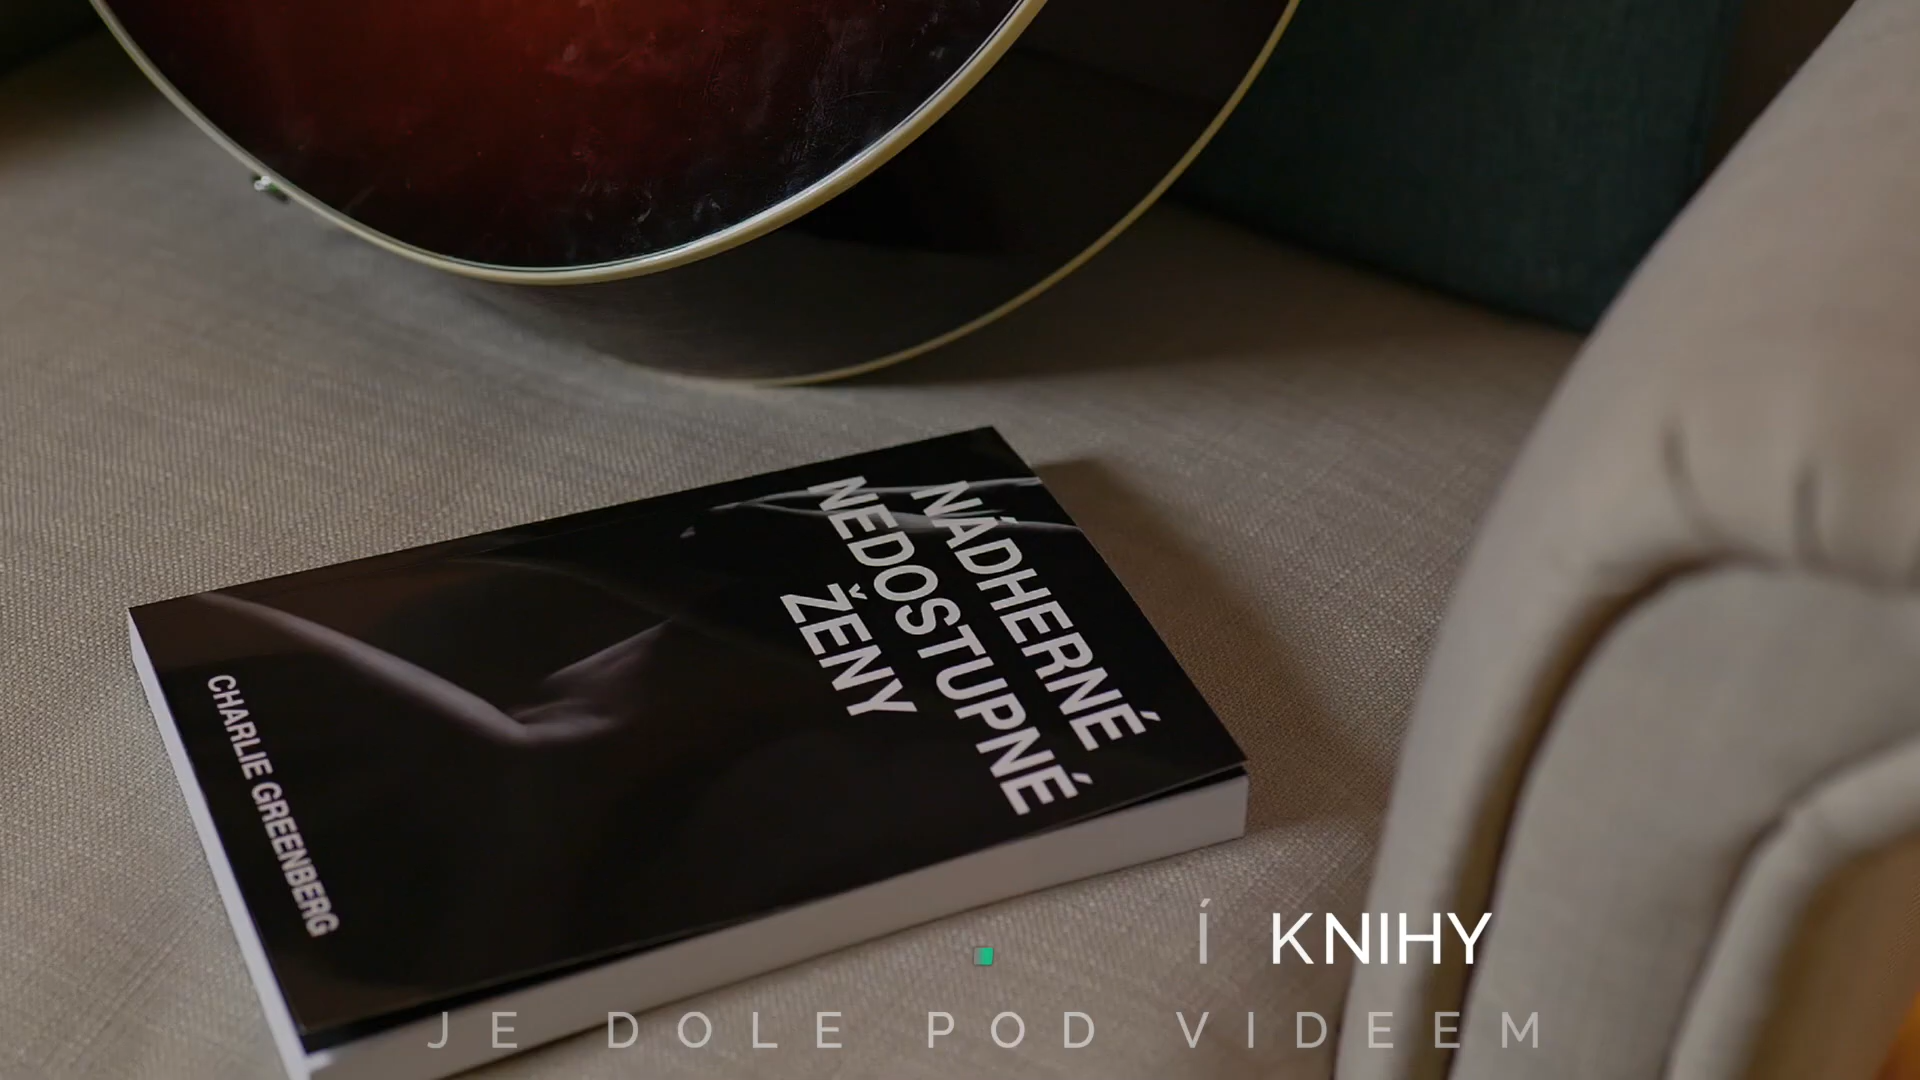 NÁDHERNÉ
NEDOSTUPNÉ
ŽENY
CHARLIE GREENBERG
Í KNIHY
JE DOLE POD VIDEEM